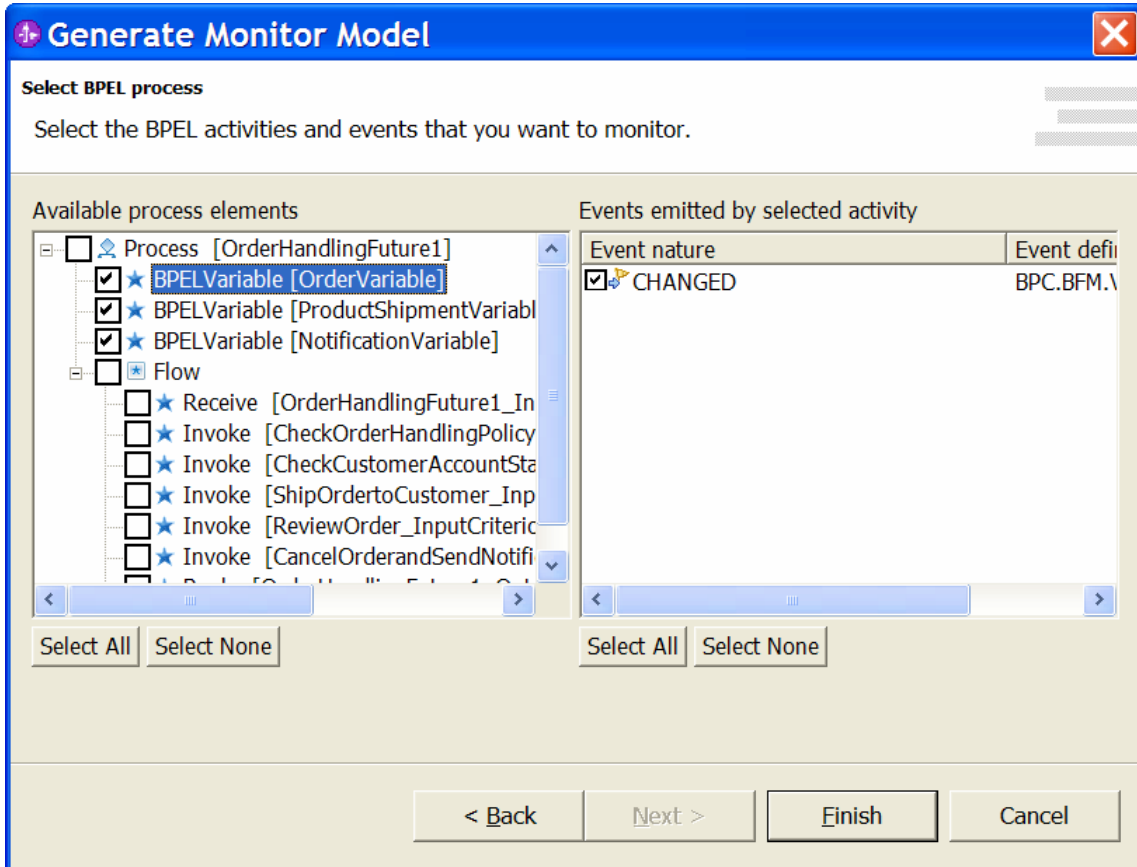 Generate Monitor Model
Select BPEL process
Select the BPEL activities and events that you want to monitor.
Available process elements
Process [OrderHandlingFuture1]
BPELVariable [OrderVariable]
BPELVariable [ProductShipmentVariabl
BPELVariable [NotificationVariable]
Flow
Receive [OrderHandlingFuture1_In
Invoke [CheckOrderHandlingPolicy
Invoke [CheckCustomerAccountSta
Invoke [ShipOrdertoCustomer_Inp
Invoke [ReviewOrder_InputCriteric
Invoke [CancelOrderandSendNotifi
Select All Select None
Events emitted by selected activity
Event nature Event defi
CHANGED BPC.BFM.V
Select All Select None
< Back Next > Finish Cancel